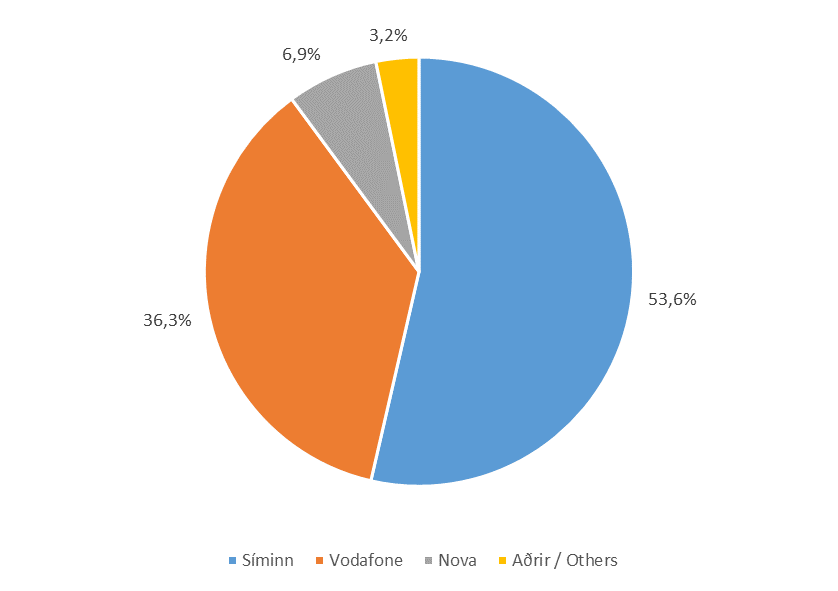 3,2%
6,9%
53,6%
36,3%
Síminn Vodafone Nova Aðrir / Others